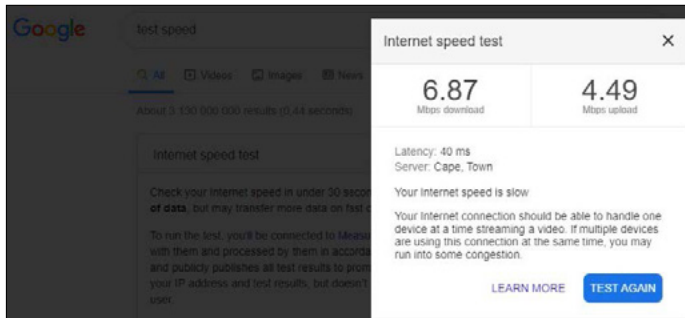 Google
test speed
All Videos Images News
About 3 130 000 000 results (0,44 seconds)
Internet speed test
Check your Internet speed in under 30 secon
of data, but may transfer more data on fast c
To run the test, you'll be connected to Measu
with them and processed by them in accorda
and publicly publishes all test results to prom
your IP address and test results, but doesn't
user.
Internet speed test
6.87
Mbps download
4.49
Mbps upload
Latency: 40 ms
Server: Cape, Town
Your Internet speed is slow
Your Internet connection should be able to handle one
device at a time streaming a video. If multiple devices
are using this connection at the same time, you may
run into some congestion.
LEARN MORE TEST AGAIN